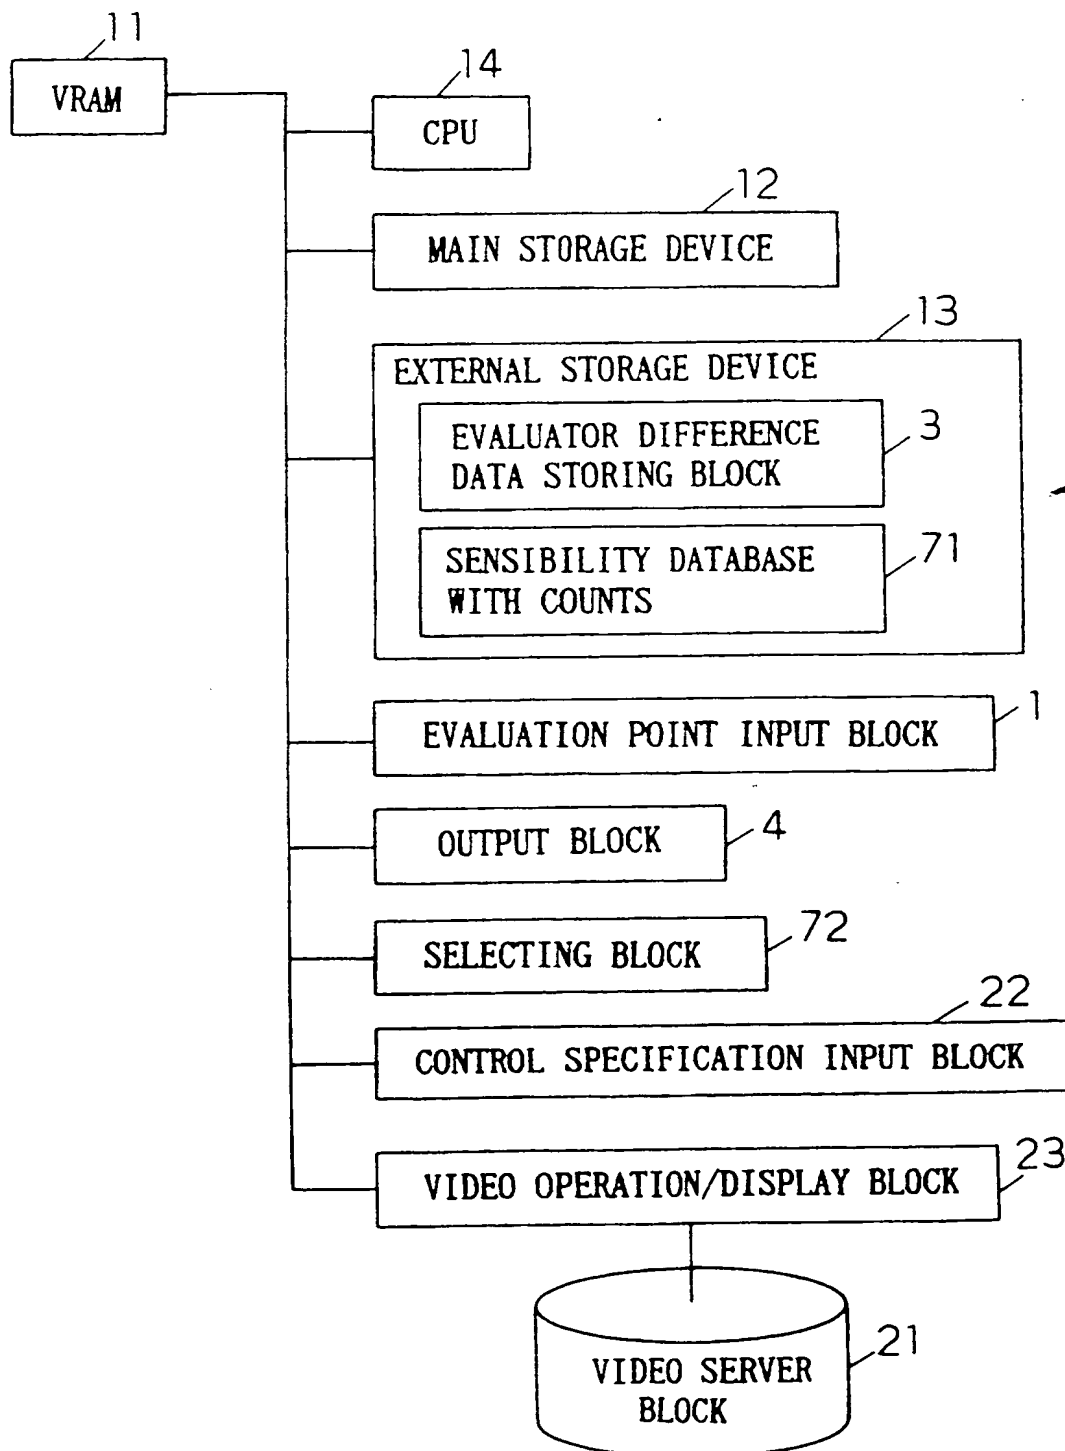 11
VRAM
14
CPU
12
MAIN STORAGE DEVICE
13
EXTERNAL STORAGE DEVICE
EVALUATOR DIFFERENCE
DATA STORING BLOCK
3
SENSIBILITY DATABASE
WITH COUNTS
71
EVALUATION POINT INPUT BLOCK
1
OUTPUT BLOCK
4
SELECTING BLOCK
72
22
CONTROL SPECIFICATION INPUT BLOCK
VIDEO OPERATION/DISPLAY BLOCK
23
VIDEO SERVER
BLOCK
21